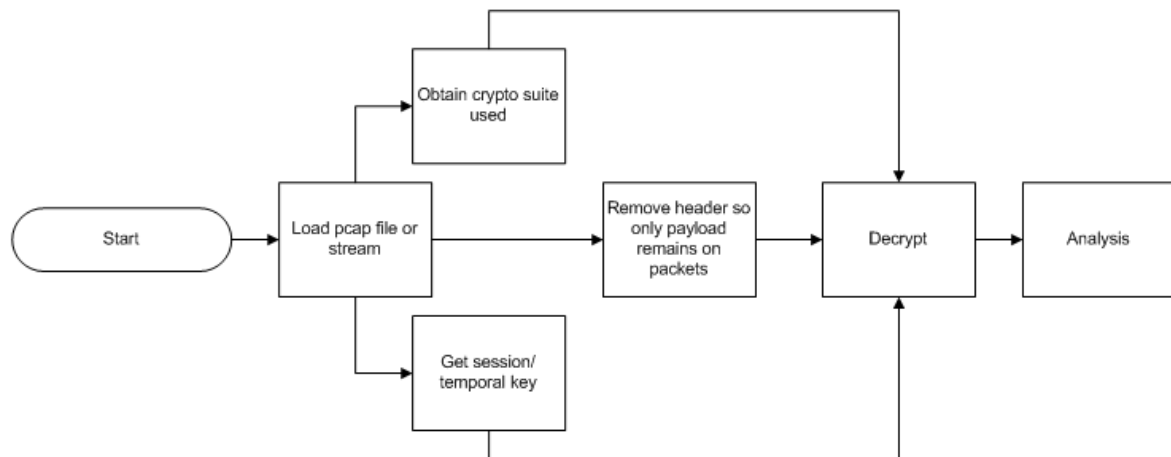 Obtain crypto suite
used
Start
Load pcap file or
stream
Remove header so
only payload
remains on
packets
Decrypt
Analysis
Get session/
temporal key